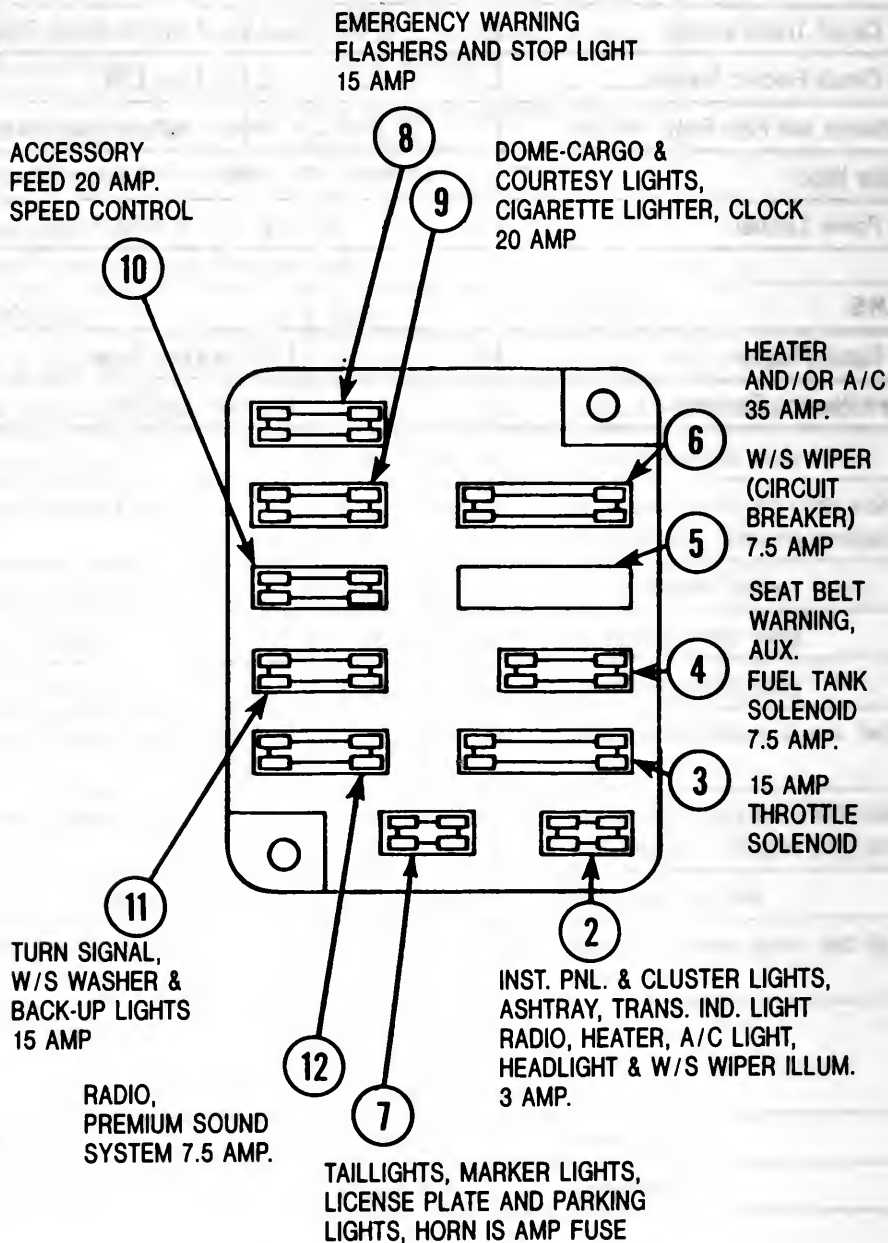 EMERGENCY WARNING
FLASHERS AND STOP LIGHT
15 AMP
8
ACCESSORY
FEED 20 AMP.
SPEED CONTROL
10
9
DOME-CARGO &
COURTESY LIGHTS,
CIGARETTE LIGHTER, CLOCK
20 AMP
HEATER
AND/OR A/C
35 AMP.
6
W/S WIPER
(CIRCUIT
BREAKER)
7.5 AMP
5
SEAT BELT
WARNING,
AUX.
FUEL TANK
SOLENOID
7.5 AMP.
4
3
15 AMP
THROTTLE
SOLENOID
11
TURN SIGNAL,
W/S WASHER &
BACK-UP LIGHTS
15 AMP
2
INST. PNL. & CLUSTER LIGHTS,
ASHTRAY, TRANS. IND. LIGHT
RADIO, HEATER, A/C LIGHT,
HEADLIGHT & W/S WIPER ILLUM.
3 AMP.
12
RADIO,
PREMIUM SOUND
SYSTEM 7.5 AMP.
7
TAILLIGHTS, MARKER LIGHTS,
LICENSE PLATE AND PARKING
LIGHTS, HORN IS AMP FUSE